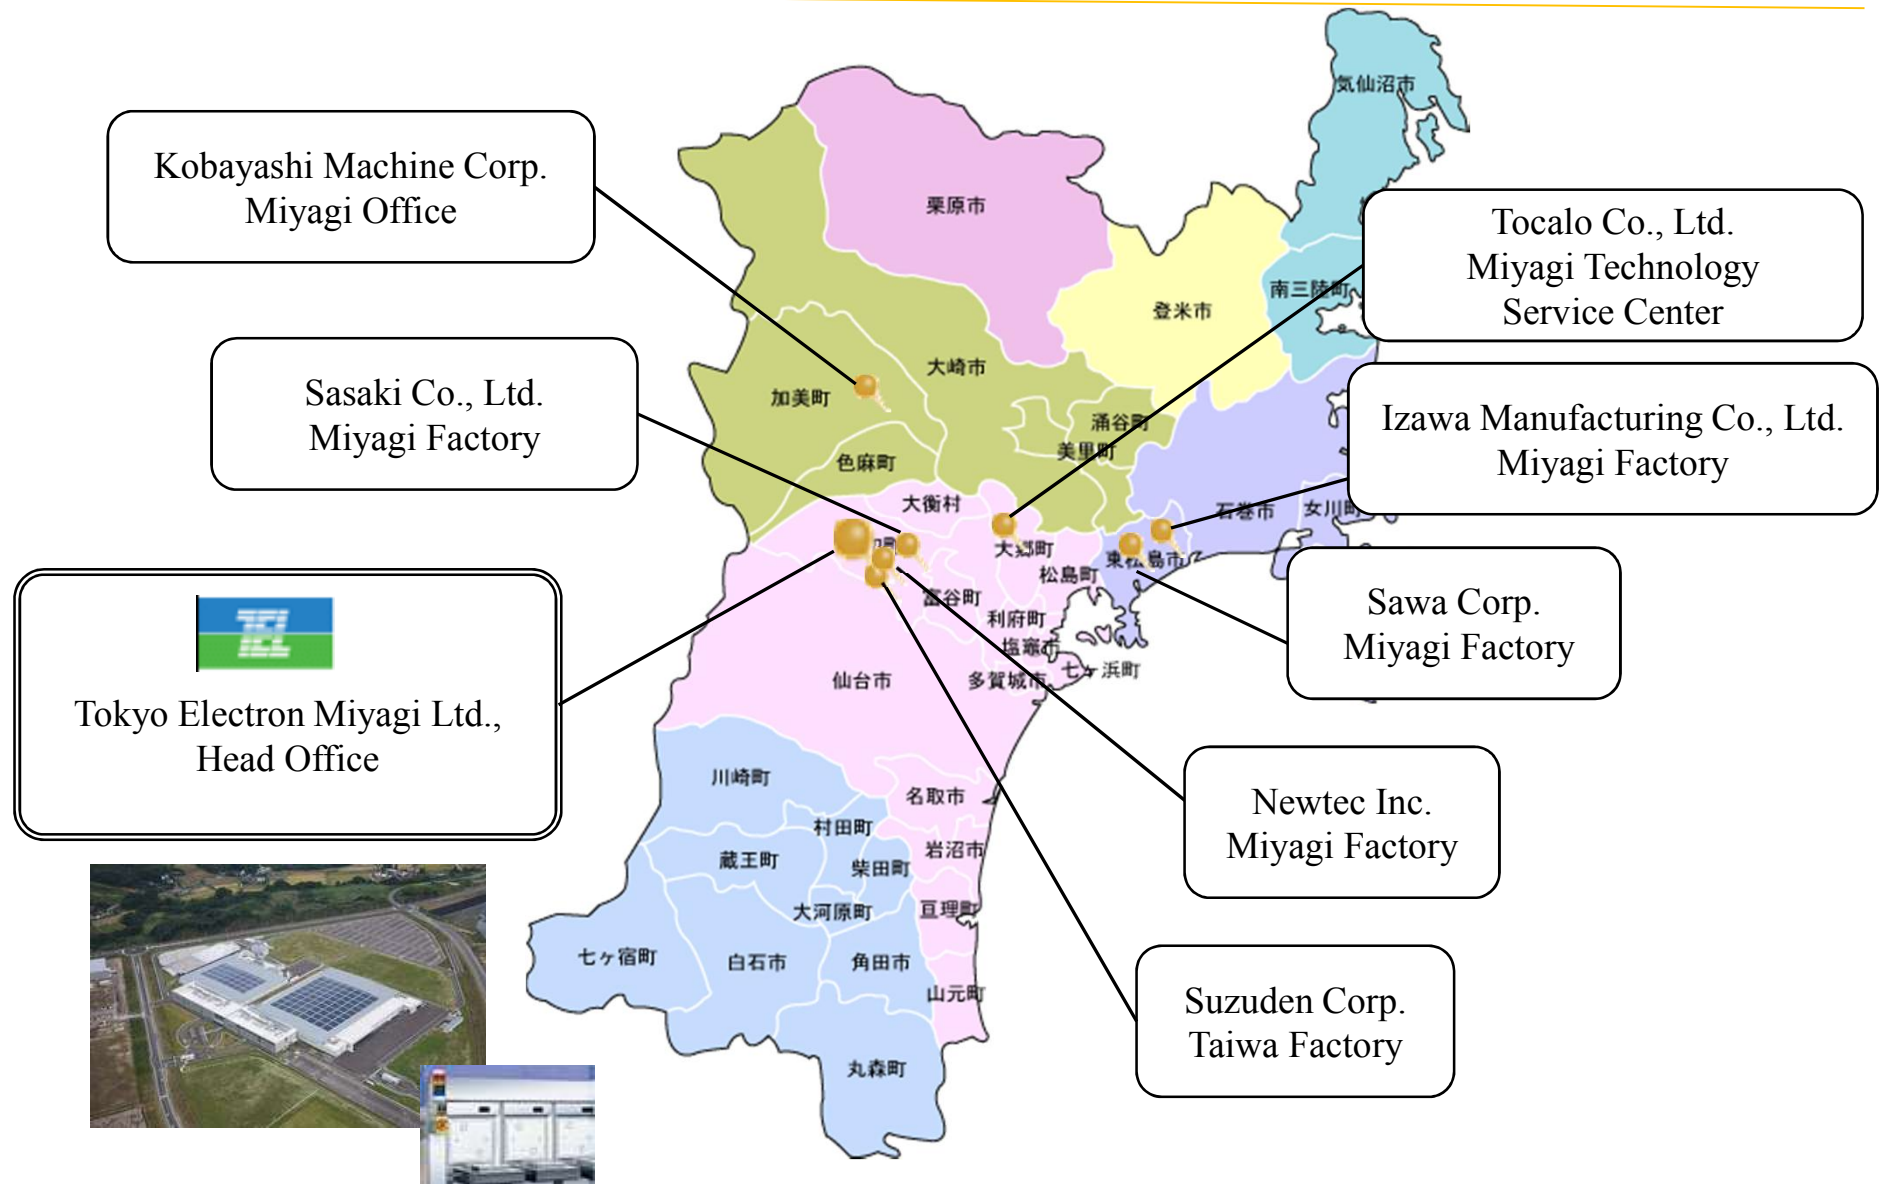 気仙沼市
Kobayashi Machine Corp.
Miyagi Office
栗原市
Tocalo Co., Ltd.
Miyagi Technology
Service Center
南三陸町
登米市
Sasaki Co., Ltd.
Miyagi Factory
大崎市
加美町
涌谷町
美里町
色麻町
Izawa Manufacturing Co., Ltd.
Miyagi Factory
大衡村
石巻市
女川町
大郷町
東松島市
松島町
富谷町
利府町
塩竈市
七ヶ浜町
多賀城市
仙台市
TEL
Tokyo Electron Miyagi Ltd.,
Head Office
Sawa Corp.
Miyagi Factory
川崎町
名取市
村田町
岩沼市
蔵王町
柴田町
大河原町
亘理町
Newtec Inc.
Miyagi Factory
七ヶ宿町
白石市
角田市
山元町
丸森町
Suzuden Corp.
Taiwa Factory